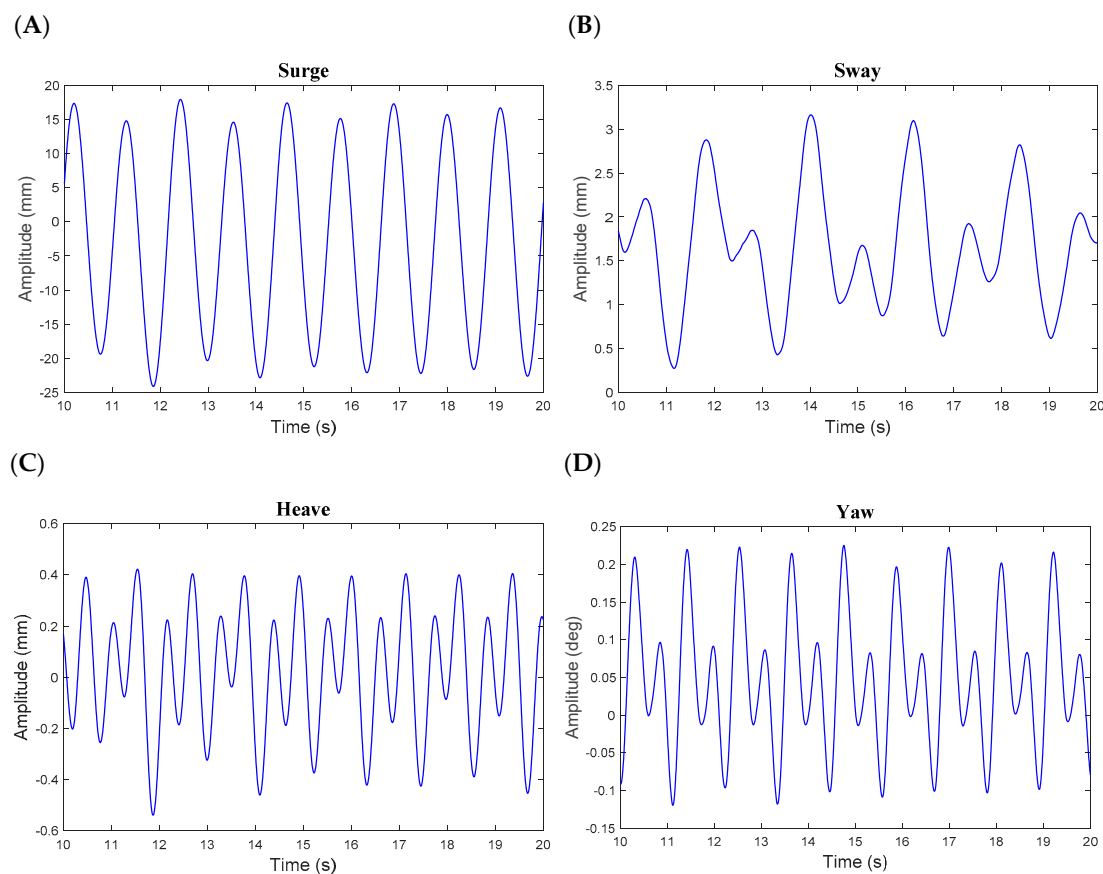 (A)
Surge
20
15
10
5
0
-5
-10
-15
-20
-25
Amplitude (mm)
10 11 12 13 14 15 16 17 18 19 20
Time (s)
(B)
Sway
3.5
3
2.5
2
1.5
1
0.5
0
Amplitude (mm)
10 11 12 13 14 15 16 17 18 19 20
Time (s)
(C)
Heave
0.6
0.4
0.2
0
-0.2
-0.4
-0.6
Amplitude (mm)
10 11 12 13 14 15 16 17 18 19 20
Time (s)
(D)
Yaw
0.25
0.2
0.15
0.1
0.05
0
-0.05
-0.1
-0.15
Amplitude (deg)
10 11 12 13 14 15 16 17 18 19 20
Time (s)